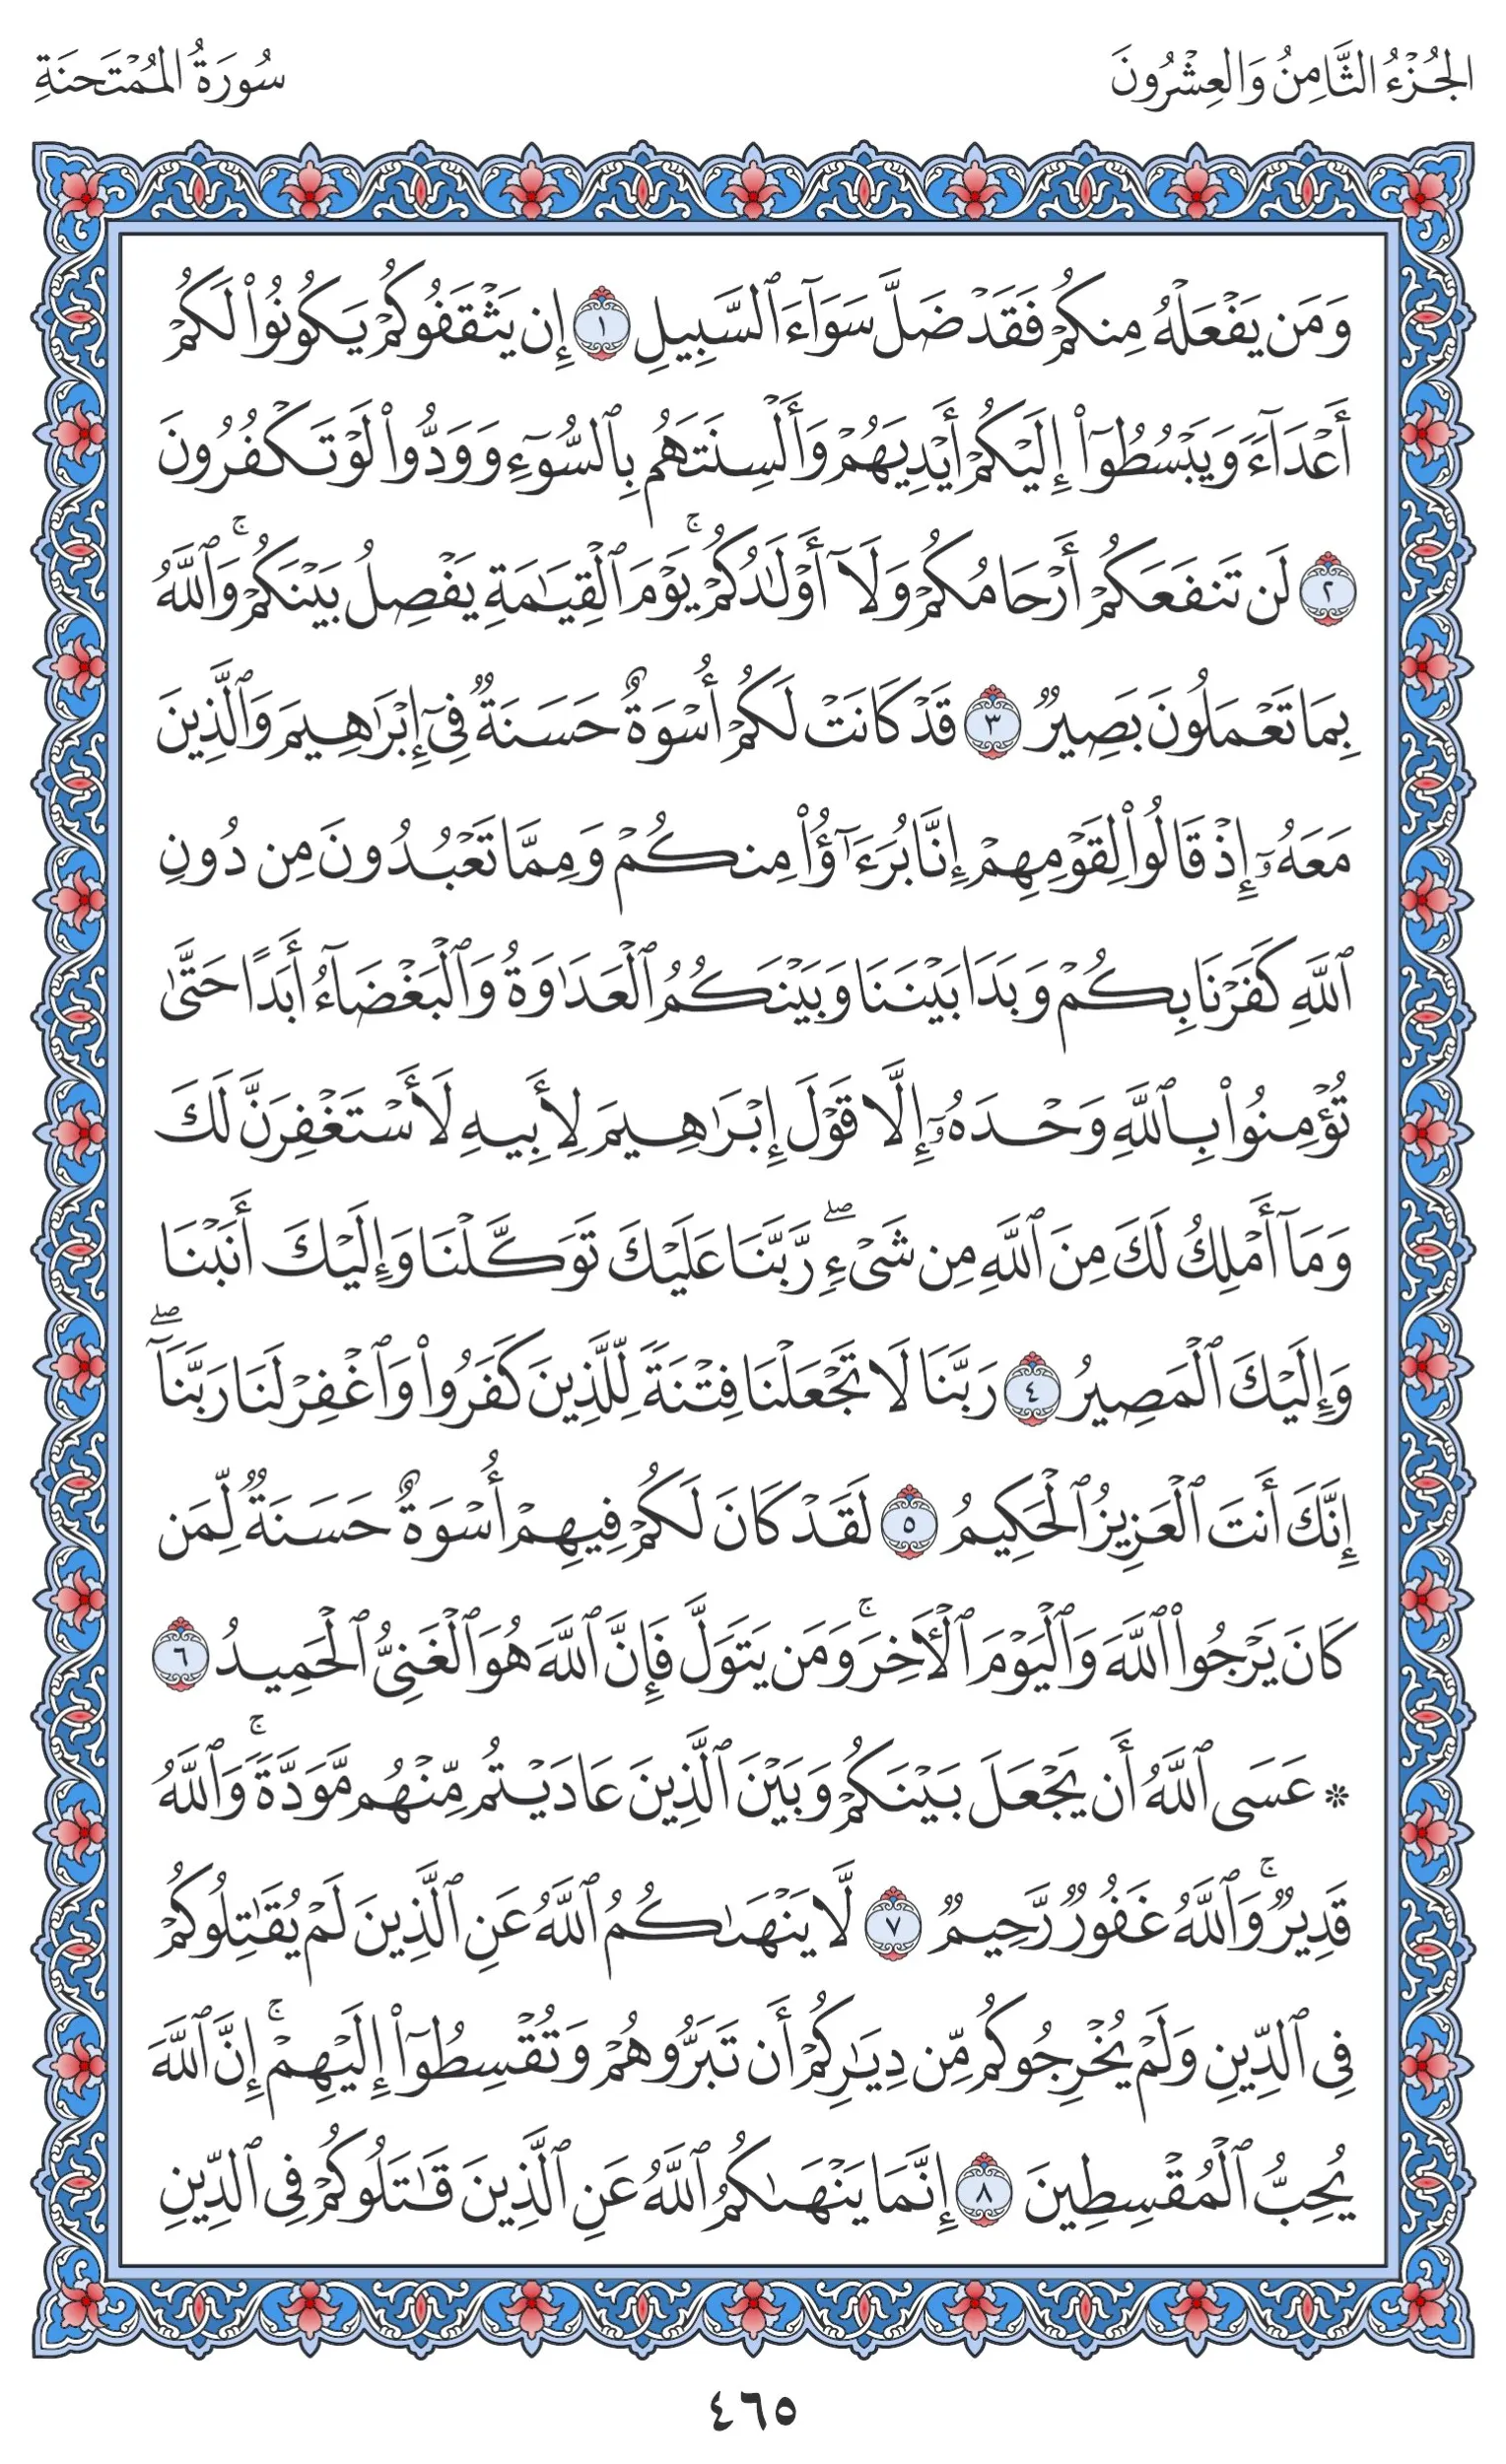 الجُزْءُ الثَّامِنُ وَالعِشْرُونَ
سُورَةُ المُمْتَحنَةِ
وَمَن يَفْعَلْهُ مِنكُمْ فَقَدْ ضَلَّ سَوَآءَ ٱلسَّبِيلِ ١ إِن يَثْقَفُوكُمْ يَكُونُوا۟ لَكُمْ
أَعْدَآءً وَيَبْسُطُوٓا۟ إِلَيْكُمْ أَيْدِيَهُمْ وَأَلْسِنَتَهُم بِٱلسُّوٓءِ وَوَدُّوا۟ لَوْ تَكْفُرُونَ
٢ لَن تَنفَعَكُمْ أَرْحَامُكُمْ وَلَآ أَوْلَـٰدُكُمْ ۚ يَوْمَ ٱلْقِيَـٰمَةِ يَفْصِلُ بَيْنَكُمْ ۚ وَٱللَّهُ
بِمَا تَعْمَلُونَ بَصِيرٌ ٣ قَدْ كَانَتْ لَكُمْ أُسْوَةٌ حَسَنَةٌ فِىٓ إِبْرَٰهِيمَ وَٱلَّذِينَ
مَعَهُۥٓ إِذْ قَالُوا۟ لِقَوْمِهِمْ إِنَّا بُرَءَٰٓؤُا۟ مِنكُمْ وَمِمَّا تَعْبُدُونَ مِن دُونِ
ٱللَّهِ كَفَرْنَا بِكُمْ وَبَدَا بَيْنَنَا وَبَيْنَكُمُ ٱلْعَدَٰوَةُ وَٱلْبَغْضَآءُ أَبَدًا حَتَّىٰ
تُؤْمِنُوا۟ بِٱللَّهِ وَحْدَهُۥٓ إِلَّا قَوْلَ إِبْرَٰهِيمَ لِأَبِيهِ لَأَسْتَغْفِرَنَّ لَكَ
وَمَآ أَمْلِكُ لَكَ مِنَ ٱللَّهِ مِن شَىْءٍ ۖ رَّبَّنَا عَلَيْكَ تَوَكَّلْنَا وَإِلَيْكَ أَنَبْنَا
وَإِلَيْكَ ٱلْمَصِيرُ ٤ رَبَّنَا لَا تَجْعَلْنَا فِتْنَةً لِّلَّذِينَ كَفَرُوا۟ وَٱغْفِرْ لَنَا رَبَّنَآ ۖ
إِنَّكَ أَنتَ ٱلْعَزِيزُ ٱلْحَكِيمُ ٥ لَقَدْ كَانَ لَكُمْ فِيهِمْ أُسْوَةٌ حَسَنَةٌ لِّمَن
كَانَ يَرْجُوا۟ ٱللَّهَ وَٱلْيَوْمَ ٱلْـَٔاخِرَ ۚ وَمَن يَتَوَلَّ فَإِنَّ ٱللَّهَ هُوَ ٱلْغَنِىُّ ٱلْحَمِيدُ ٦
* عَسَى ٱللَّهُ أَن يَجْعَلَ بَيْنَكُمْ وَبَيْنَ ٱلَّذِينَ عَادَيْتُم مِّنْهُم مَّوَدَّةً ۚ وَٱللَّهُ
قَدِيرٌ ۚ وَٱللَّهُ غَفُورٌ رَّحِيمٌ ٧ لَّا يَنْهَىٰكُمُ ٱللَّهُ عَنِ ٱلَّذِينَ لَمْ يُقَـٰتِلُوكُمْ
فِى ٱلدِّينِ وَلَمْ يُخْرِجُوكُم مِّن دِيَـٰرِكُمْ أَن تَبَرُّوهُمْ وَتُقْسِطُوٓا۟ إِلَيْهِمْ ۚ إِنَّ ٱللَّهَ
يُحِبُّ ٱلْمُقْسِطِينَ ٨ إِنَّمَا يَنْهَىٰكُمُ ٱللَّهُ عَنِ ٱلَّذِينَ قَـٰتَلُوكُمْ فِى ٱلدِّينِ
٤٦٥